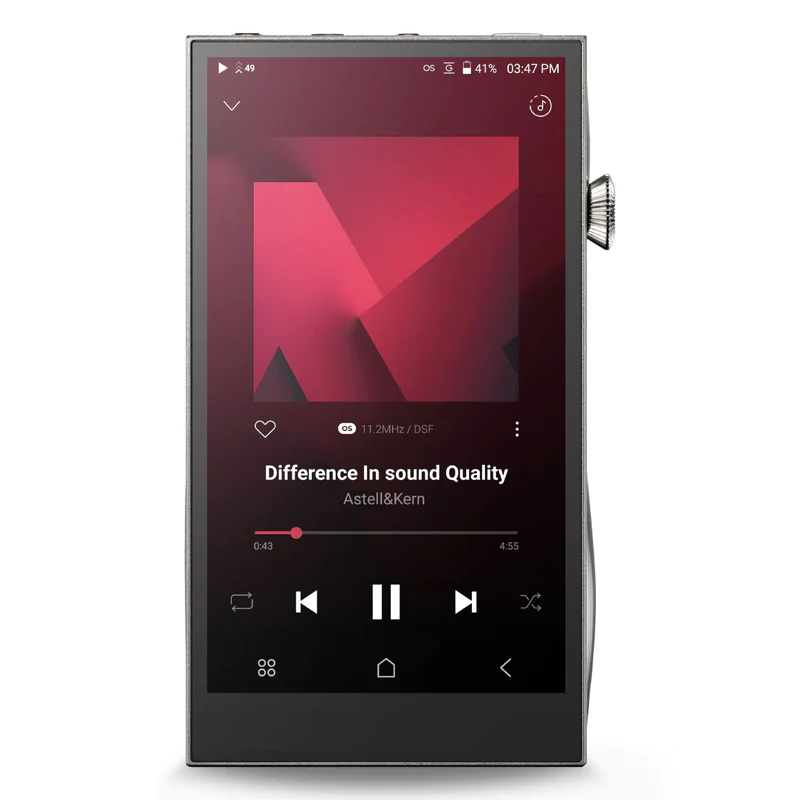 49 OS G 41% 03:47 PM
OS 11.2MHz / DSF
Difference In sound Quality
Astell&Kern
0:43 4:55